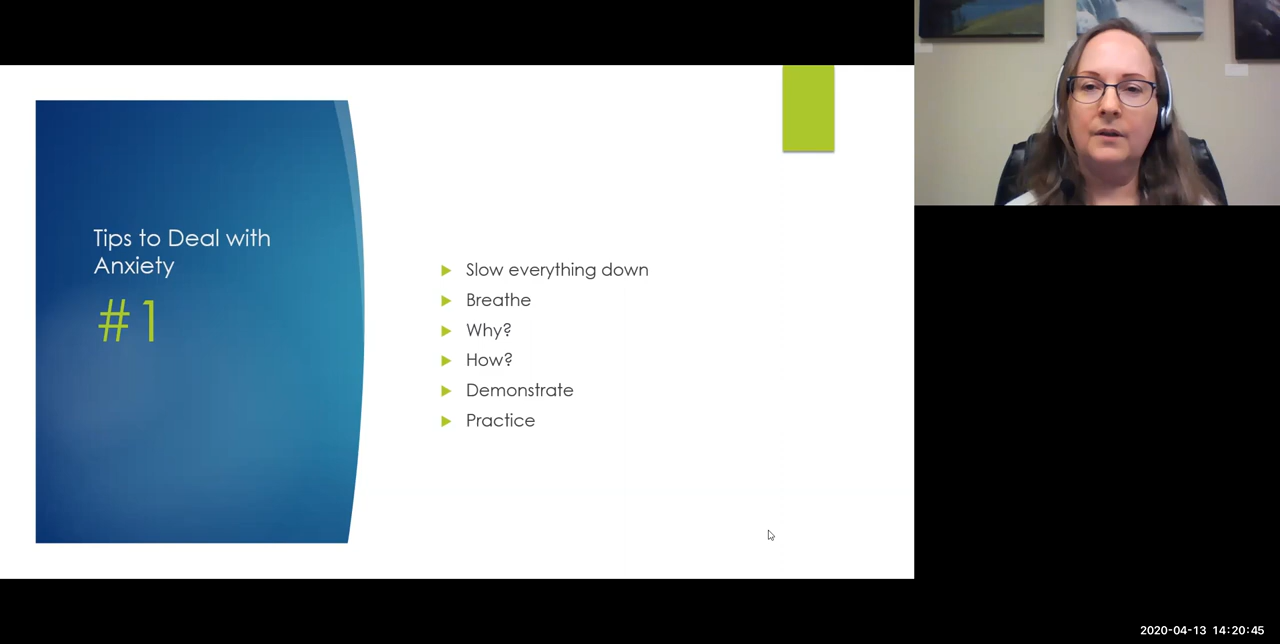 Tips to Deal with
Anxiety
#1
Slow everything down
Breathe
Why?
How?
Demonstrate
Practice
2020-04-13 14:20:45